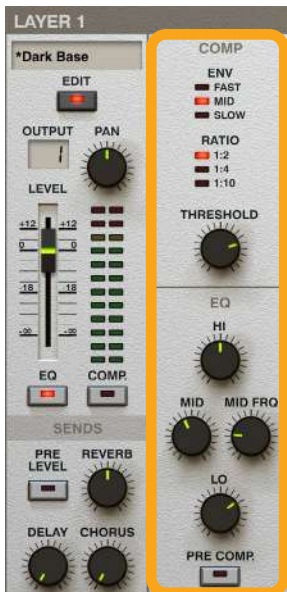 LAYER 1
*Dark Base
EDIT
OUTPUT PAN
1
LEVEL
+12 +12
0 0
-18 -18
-∞ -∞
EQ COMP.
SENDS
PRE LEVEL REVERB
DELAY CHORUS
COMP
ENV
FAST
MID
SLOW
RATIO
1:2
1:4
1:10
THRESHOLD
EQ
HI
MID MID FRQ
LO
PRE COMP.